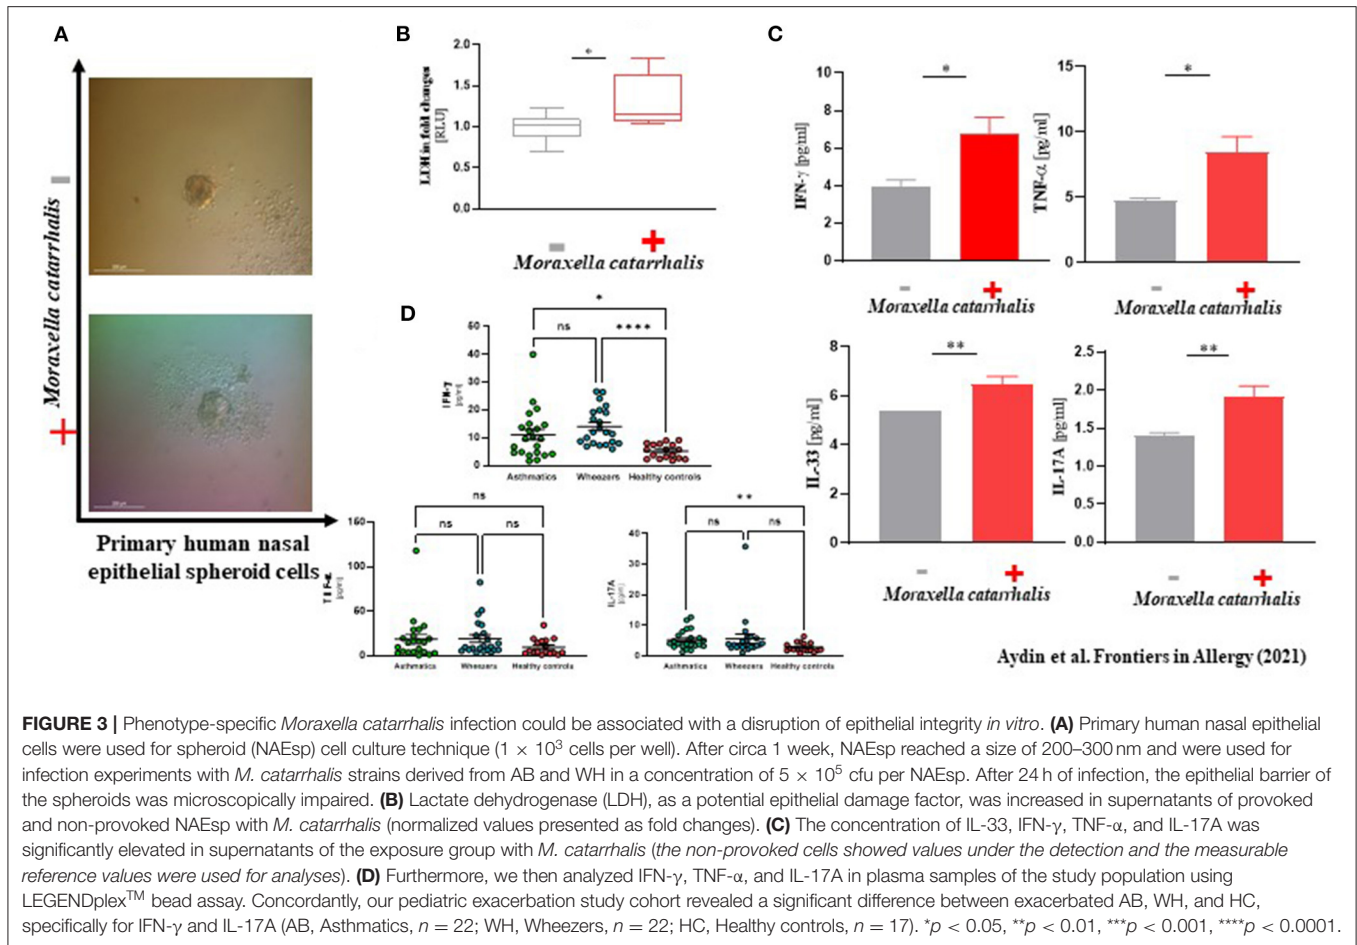 A
Moraxella catarrhalis
Primary human nasal
epithelial spheroid cells
B
2.0
1.5
1.0
0.5
0.0
LDH in fold changes
[RLU]
*
Moraxella catarrhalis
C
10
8
6
4
2
0
IFN-γ [pg/ml]
*
- +
Moraxella catarrhalis
15
10
5
0
TNF-α [pg/ml]
*
- +
Moraxella catarrhalis
8
6
4
2
0
IL-33 [pg/ml]
**
- +
Moraxella catarrhalis
2.5
2.0
1.5
1.0
0.5
0.0
IL-17A [pg/ml]
**
- +
Moraxella catarrhalis
D
60
50
40
30
20
10
0
IFN-γ
*
ns
****
Asthmatics Wheezers Healthy controls
160
100
60
0
ns
ns ns
Asthmatics Wheezers Healthy controls
40
30
20
10
0
IL-17A
**
ns ns
Asthmatics Wheezers Healthy controls
Aydin et al. Frontiers in Allergy (2021)
FIGURE 3 | Phenotype-specific Moraxella catarrhalis infection could be associated with a disruption of epithelial integrity in vitro. (A) Primary human nasal epithelial
cells were used for spheroid (NAEsp) cell culture technique (1 × 10³ cells per well). After circa 1 week, NAEsp reached a size of 200–300 nm and were used for
infection experiments with M. catarrhalis strains derived from AB and WH in a concentration of 5 × 10⁵ cfu per NAEsp. After 24 h of infection, the epithelial barrier of
the spheroids was microscopically impaired. (B) Lactate dehydrogenase (LDH), as a potential epithelial damage factor, was increased in supernatants of provoked
and non-provoked NAEsp with M. catarrhalis (normalized values presented as fold changes). (C) The concentration of IL-33, IFN-γ, TNF-α, and IL-17A was
significantly elevated in supernatants of the exposure group with M. catarrhalis (the non-provoked cells showed values under the detection and the measurable
reference values were used for analyses). (D) Furthermore, we then analyzed IFN-γ, TNF-α, and IL-17A in plasma samples of the study population using
LEGENDplex™ bead assay. Concordantly, our pediatric exacerbation study cohort revealed a significant difference between exacerbated AB, WH, and HC,
specifically for IFN-γ and IL-17A (AB, Asthmatics, n = 22; WH, Wheezers, n = 22; HC, Healthy controls, n = 17). *p < 0.05, **p < 0.01, ***p < 0.001, ****p < 0.0001.